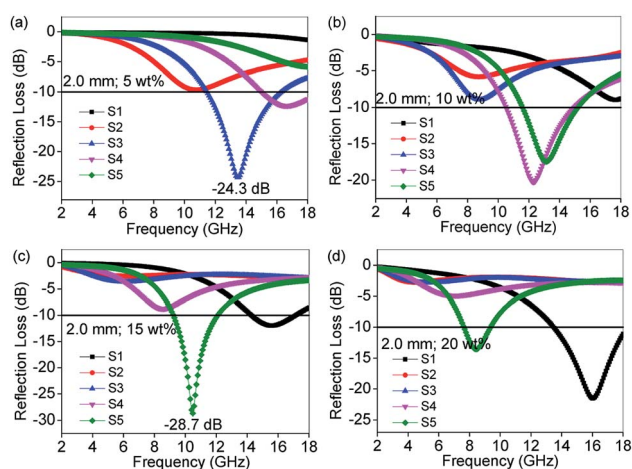 (a)
Reflection Loss (dB)
0
-5
-10
-15
-20
-25
2.0 mm; 5 wt%
S1
S2
S3
S4
S5
-24.3 dB
2 4 6 8 10 12 14 16 18
Frequency (GHz)
(b)
Reflection Loss (dB)
0
-5
-10
-15
-20
2.0 mm; 10 wt%
S1
S2
S3
S4
S5
2 4 6 8 10 12 14 16 18
Frequency (GHz)
(c)
Reflection Loss (dB)
0
-5
-10
-15
-20
-25
-30
2.0 mm; 15 wt%
S1
S2
S3
S4
S5
-28.7 dB
2 4 6 8 10 12 14 16 18
Frequency (GHz)
(d)
Reflection Loss (dB)
0
-5
-10
-15
-20
-25
2.0 mm; 20 wt%
S1
S2
S3
S4
S5
2 4 6 8 10 12 14 16 18
Frequency (GHz)